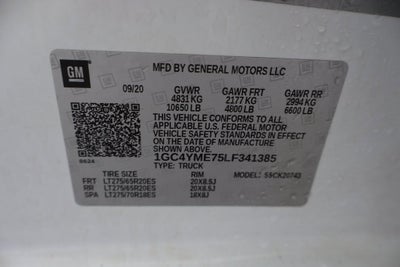 GM
MFD BY GENERAL MOTORS LLC
09/20 GVWR GAWR FRT GAWR RR
4831 KG 2177 KG 2994 KG
10650 LB 4800 LB 6600 LB
THIS VEHICLE CONFORMS TO ALL
APPLICABLE U.S. FEDERAL MOTOR
VEHICLE SAFETY STANDARDS IN EFFECT
ON THE DATE OF MANUFACTURE SHOWN ABOVE.
1GC4YME75LF341385
TYPE: TRUCK
0624
MODEL:
TIRE SIZE RIM
FRT LT275/65R20ES 20X8.5J
RR LT275/65R20ES 20X8.5J
SPA LT275/70R18ES 18X8J